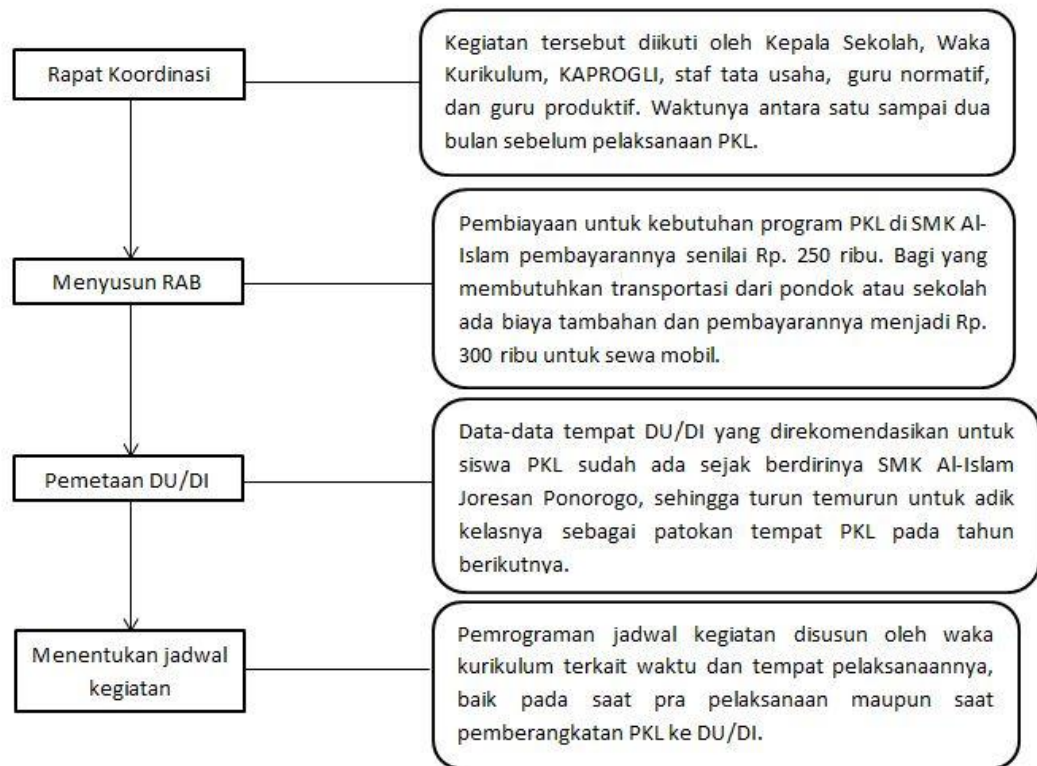 Rapat Koordinasi
Kegiatan tersebut diikuti oleh Kepala Sekolah, Waka
Kurikulum, KAPROGLI, staf tata usaha, guru normatif,
dan guru produktif. Waktunya antara satu sampai dua
bulan sebelum pelaksanaan PKL.
Menyusun RAB
Pembiayaan untuk kebutuhan program PKL di SMK Al-
Islam pembayarannya senilai Rp. 250 ribu. Bagi yang
membutuhkan transportasi dari pondok atau sekolah
ada biaya tambahan dan pembayarannya menjadi Rp.
300 ribu untuk sewa mobil.
Pemetaan DU/DI
Data-data tempat DU/DI yang direkomendasikan untuk
siswa PKL sudah ada sejak berdirinya SMK Al-Islam
Joresan Ponorogo, sehingga turun temurun untuk adik
kelasnya sebagai patokan tempat PKL pada tahun
berikutnya.
Menentukan jadwal
kegiatan
Pemrograman jadwal kegiatan disusun oleh waka
kurikulum terkait waktu dan tempat pelaksanaannya,
baik pada saat pra pelaksanaan maupun saat
pemberangkatan PKL ke DU/DI.